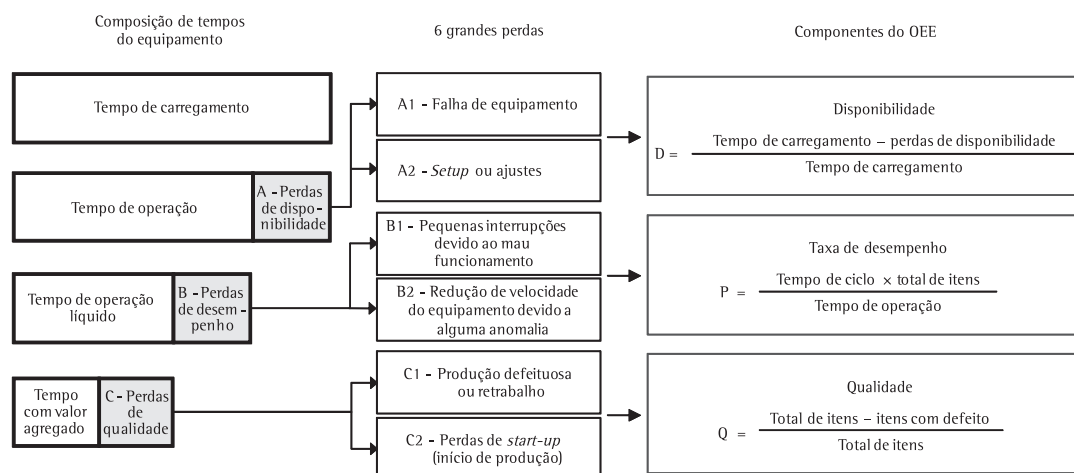 Composição de tempos
do equipamento
6 grandes perdas
Componentes do OEE
Tempo de carregamento
Tempo de operação
A - Perdas
de dispo-
nibilidade
Tempo de operação
líquido
B - Perdas
de desem-
penho
Tempo
com valor
agregado
C - Perdas
de
qualidade
A1 - Falha de equipamento
A2 - Setup ou ajustes
B1 - Pequenas interrupções
devido ao mau
funcionamento
B2 - Redução de velocidade
do equipamento devido a
alguma anomalia
C1 - Produção defeituosa
ou retrabalho
C2 - Perdas de start-up
(início de produção)
Disponibilidade
D = Tempo de carregamento – perdas de disponibilidade
Tempo de carregamento
Taxa de desempenho
P = Tempo de ciclo × total de itens
Tempo de operação
Qualidade
Q = Total de itens – itens com defeito
Total de itens